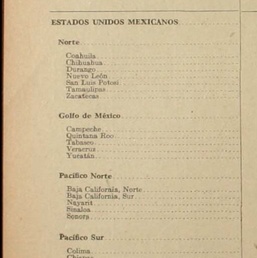 ESTADOS UNIDOS MEXICANOS
Norte
Coahuila
Chihuahua
Durango
Nuevo León
San Luis Potosí
Tamaulipas
Zacatecas
Golfo de México
Campeche
Quintana Roo
Tabasco
Veracruz
Yucatán
Pacífico Norte
Baja California, Norte
Baja California, Sur
Nayarit
Sinaloa
Sonora
Pacífico Sur
Colima
Chiapas